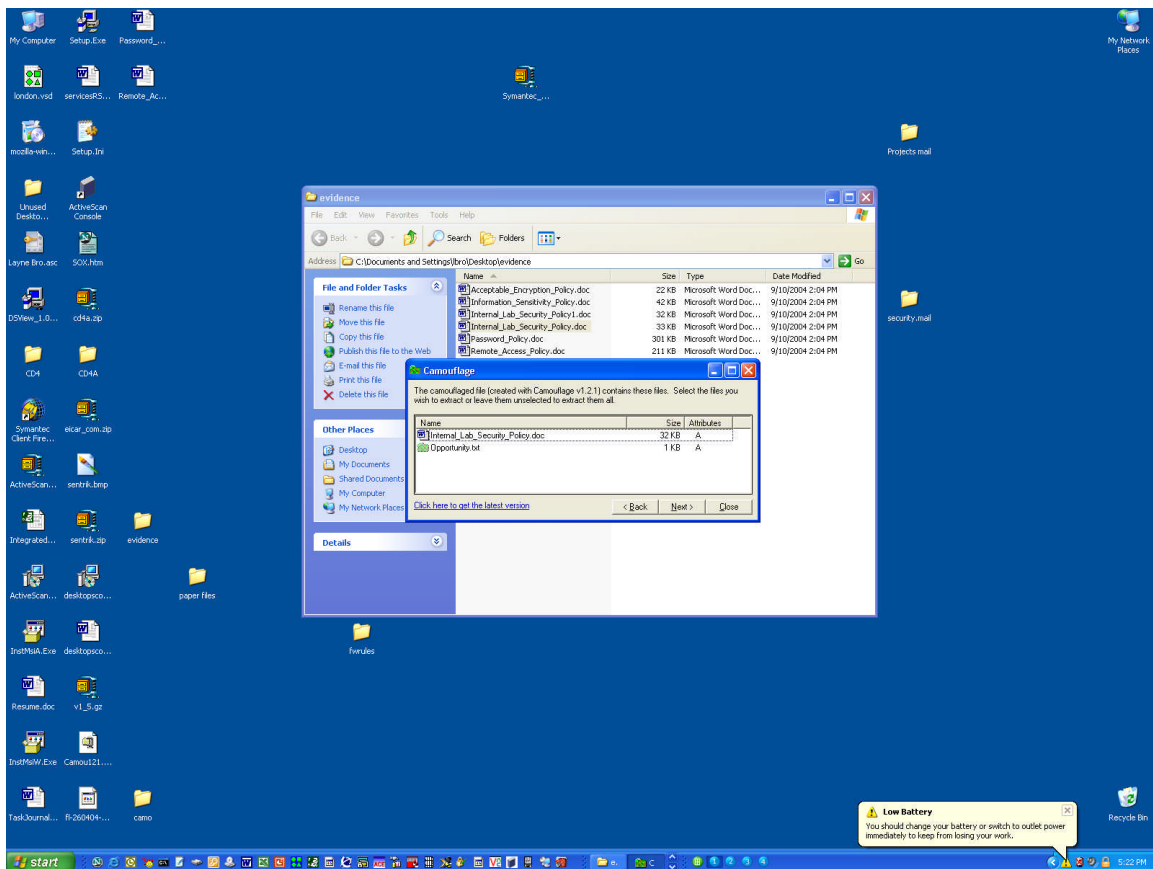 My Computer
Setup.Exe
Password_...
My Network
Places
london.vsd
servicesRS...
Remote_Ac...
Symantec_...
mozilla-win...
Setup.Ini
Projects mail
Unused
Deskto...
ActiveScan
Console
Layne Bro.asc
SOX.htm
DSView_1.0...
cd4a.zip
security.mail
CD4
CD4A
Symantec
Client Fire...
eicar_com.zip
ActiveScan...
sentrik.bmp
Integrated...
sentrik.zip
evidence
ActiveScan...
desktopsco...
paper files
InstMsiA.Exe
desktopsco...
fwrules
Resume.doc
v1_5.gz
InstMsiW.Exe
Camou121....
TaskJournal...
fl-260404-...
camo
Recycle Bin
evidence
File Edit View Favorites Tools Help
Back Search Folders
Address C:\Documents and Settings\lbro\Desktop\evidence Go
File and Folder Tasks
Rename this file
Move this file
Copy this file
Publish this file to the Web
E-mail this file
Print this file
Delete this file
Other Places
Desktop
My Documents
Shared Documents
My Computer
My Network Places
Details
Name Size Type Date Modified
Acceptable_Encryption_Policy.doc 22 KB Microsoft Word Doc... 9/10/2004 2:04 PM
Information_Sensitivity_Policy.doc 42 KB Microsoft Word Doc... 9/10/2004 2:04 PM
Internal_Lab_Security_Policy1.doc 32 KB Microsoft Word Doc... 9/10/2004 2:04 PM
Internal_Lab_Security_Policy.doc 33 KB Microsoft Word Doc... 9/10/2004 2:04 PM
Password_Policy.doc 301 KB Microsoft Word Doc... 9/10/2004 2:04 PM
Remote_Access_Policy.doc 211 KB Microsoft Word Doc... 9/10/2004 2:04 PM
Camouflage
The camouflaged file (created with Camouflage v1.2.1) contains these files. Select the files you
wish to extract or leave them unselected to extract them all.
Name Size Attributes
Internal_Lab_Security_Policy.doc 32 KB A
Opportunity.txt 1 KB A
Click here to get the latest version
< Back Next > Close
Low Battery
You should change your battery or switch to outlet power
immediately to keep from losing your work.
start
e.
C
5:22 PM